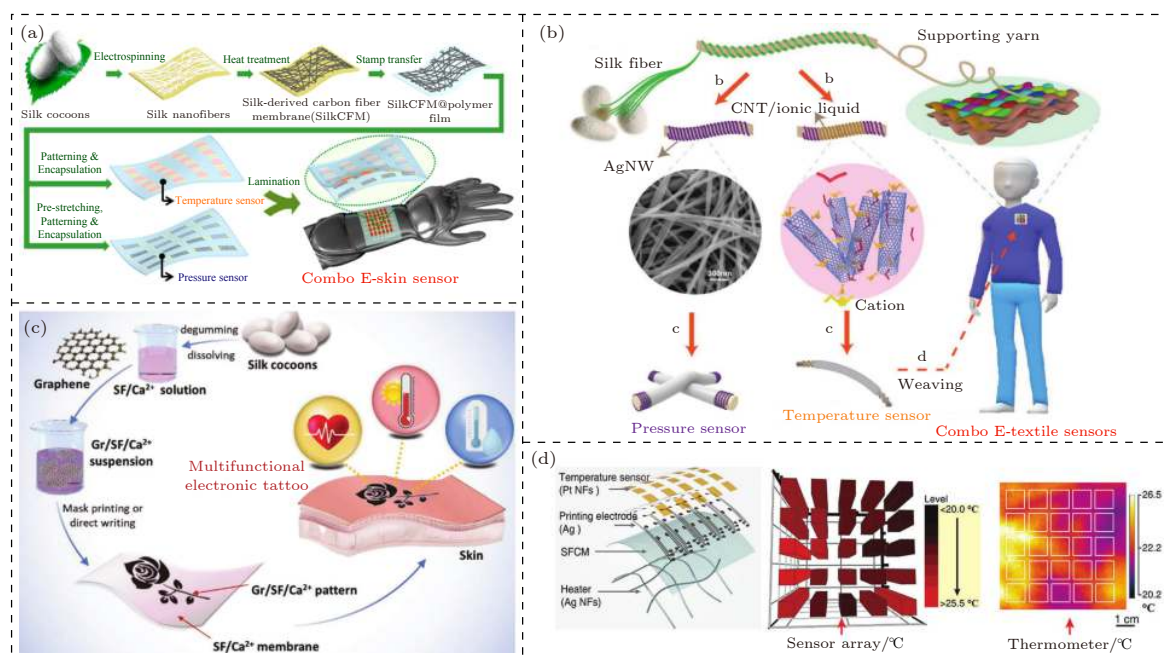 (a)
Electrospinning
Heat treatment
Stamp transfer
Silk cocoons
Silk nanofibers
Silk-derived carbon fiber
membrane(SilkCFM)
SilkCFM@polymer
film
Patterning &
Encapsulation
Temperature sensor
Lamination
Pre-stretching,
Patterning &
Encapsulation
Pressure sensor
Combo E-skin sensor
(b)
Silk fiber
Supporting yarn
b
b
CNT/ionic liquid
AgNW
Cation
c
c
d
Weaving
Pressure sensor
Temperature sensor
Combo E-textile sensors
(c)
degumming
dissolving
Silk cocoons
Graphene
SF/Ca²⁺ solution
Gr/SF/Ca²⁺
suspension
Multifunctional
electronic tattoo
Mask printing or
direct writing
Skin
Gr/SF/Ca²⁺ pattern
SF/Ca²⁺ membrane
(d)
Temperature sensor
(Pt NFs)
Printing electrode
(Ag)
SFCM
Heater
(Ag NFs)
Level
<20.0 ℃
>25.5 ℃
Sensor array/℃
26.5
22.2
20.2
℃
1 cm
Thermometer/℃